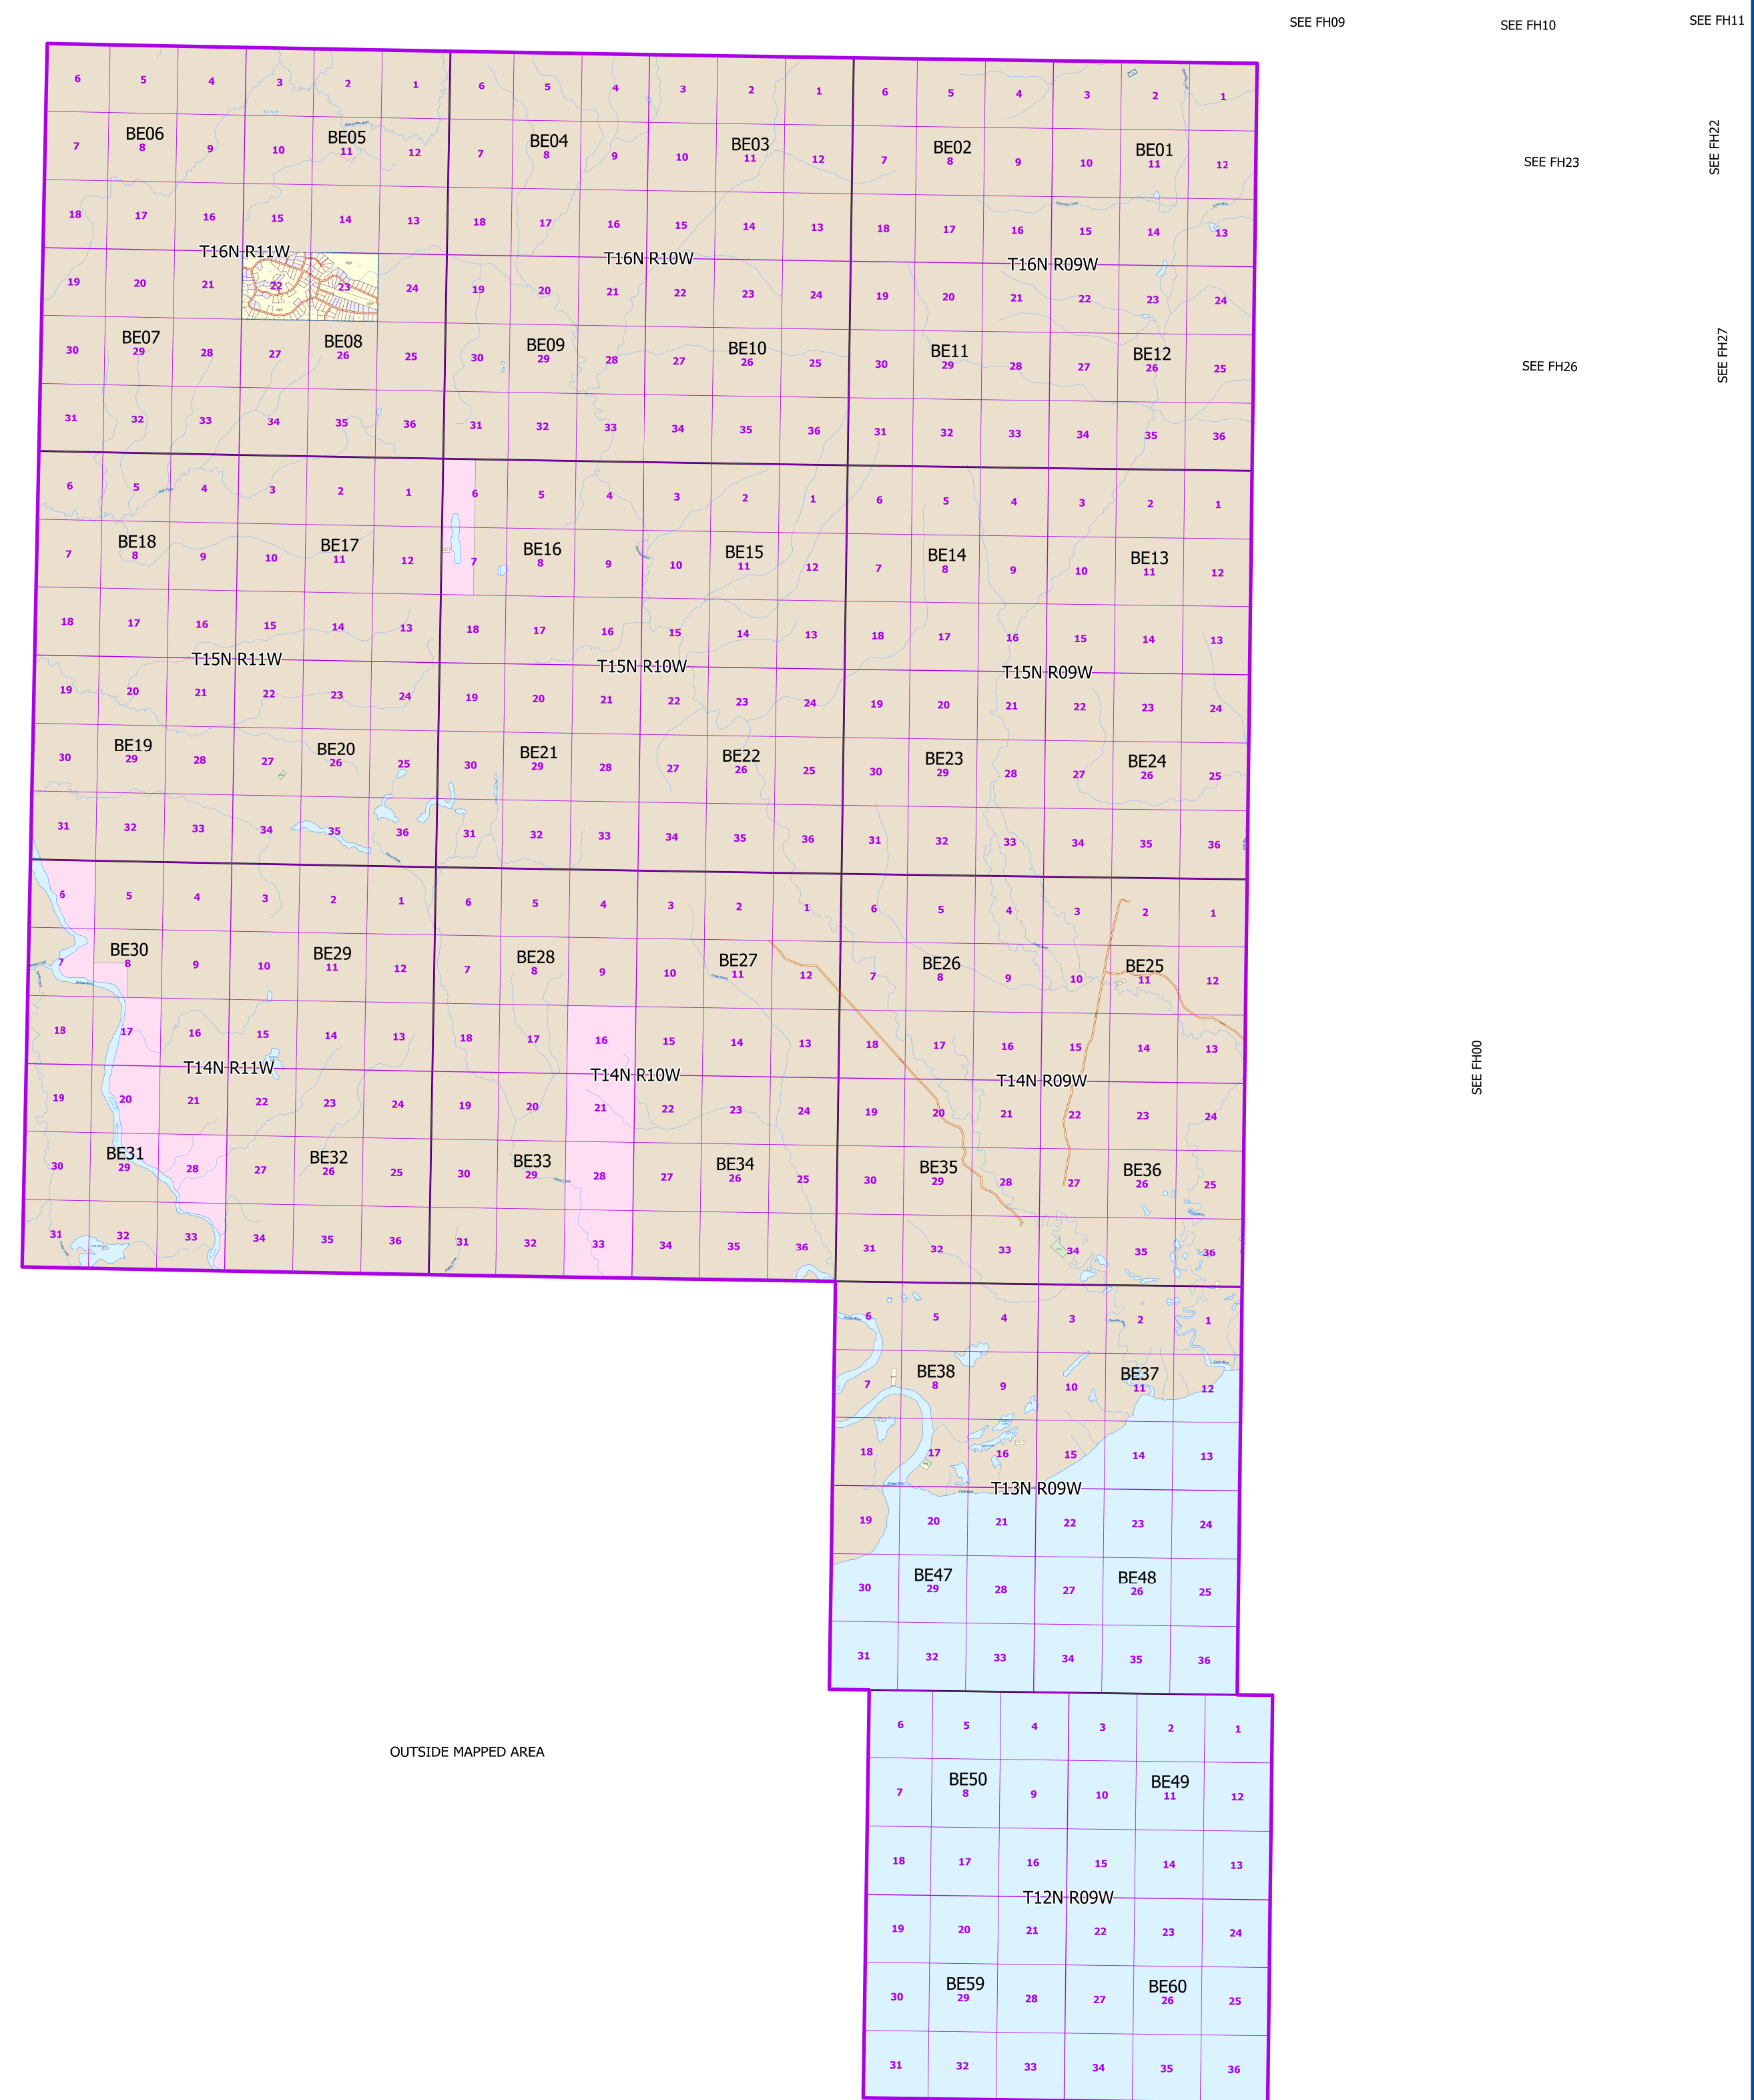 SEE FH09
SEE FH10
SEE FH11
6 5 4 3 2 1 6 5 4 3 2 1 6 5 4 3 2 1
BE06 BE05 BE04 BE03 BE02 BE01
SEE FH23
SEE FH22
7 8 9 10 11 12 7 8 9 10 11 12 7 8 9 10 11 12
18 17 16 15 14 13 18 17 16 15 14 13 18 17 16 15 14 13
T16N R11W T16N R10W T16N R09W
19 20 21 22 23 24 19 20 21 22 23 24 19 20 21 22 23 24
BE07 BE08 BE09 BE10 BE11 BE12
SEE FH26
SEE FH27
30 29 28 27 26 25 30 29 28 27 26 25 30 29 28 27 26 25
31 32 33 34 35 36 31 32 33 34 35 36 31 32 33 34 35 36
6 5 4 3 2 1 6 5 4 3 2 1 6 5 4 3 2 1
BE18 BE17 BE16 BE15 BE14 BE13
7 8 9 10 11 12 7 8 9 10 11 12 7 8 9 10 11 12
18 17 16 15 14 13 18 17 16 15 14 13 18 17 16 15 14 13
T15N R11W T15N R10W T15N R09W
19 20 21 22 23 24 19 20 21 22 23 24 19 20 21 22 23 24
BE19 BE20 BE21 BE22 BE23 BE24
30 29 28 27 26 25 30 29 28 27 26 25 30 29 28 27 26 25
31 32 33 34 35 36 31 32 33 34 35 36 31 32 33 34 35 36
6 5 4 3 2 1 6 5 4 3 2 1 6 5 4 3 2 1
BE30 BE29 BE28 BE27 BE26 BE25
7 8 9 10 11 12 7 8 9 10 11 12 7 8 9 10 11 12
18 17 16 15 14 13 18 17 16 15 14 13 18 17 16 15 14 13
T14N R11W T14N R10W T14N R09W
SEE FH00
19 20 21 22 23 24 19 20 21 22 23 24 19 20 21 22 23 24
BE31 BE32 BE33 BE34 BE35 BE36
30 29 28 27 26 25 30 29 28 27 26 25 30 29 28 27 26 25
31 32 33 34 35 36 31 32 33 34 35 36 31 32 33 34 35 36
6 5 4 3 2 1
BE38 BE37
7 8 9 10 11 12
18 17 16 15 14 13
T13N R09W
19 20 21 22 23 24
BE47 BE48
30 29 28 27 26 25
31 32 33 34 35 36
6 5 4 3 2 1
OUTSIDE MAPPED AREA
BE50 BE49
7 8 9 10 11 12
18 17 16 15 14 13
T12N R09W
19 20 21 22 23 24
BE59 BE60
30 29 28 27 26 25
31 32 33 34 35 36